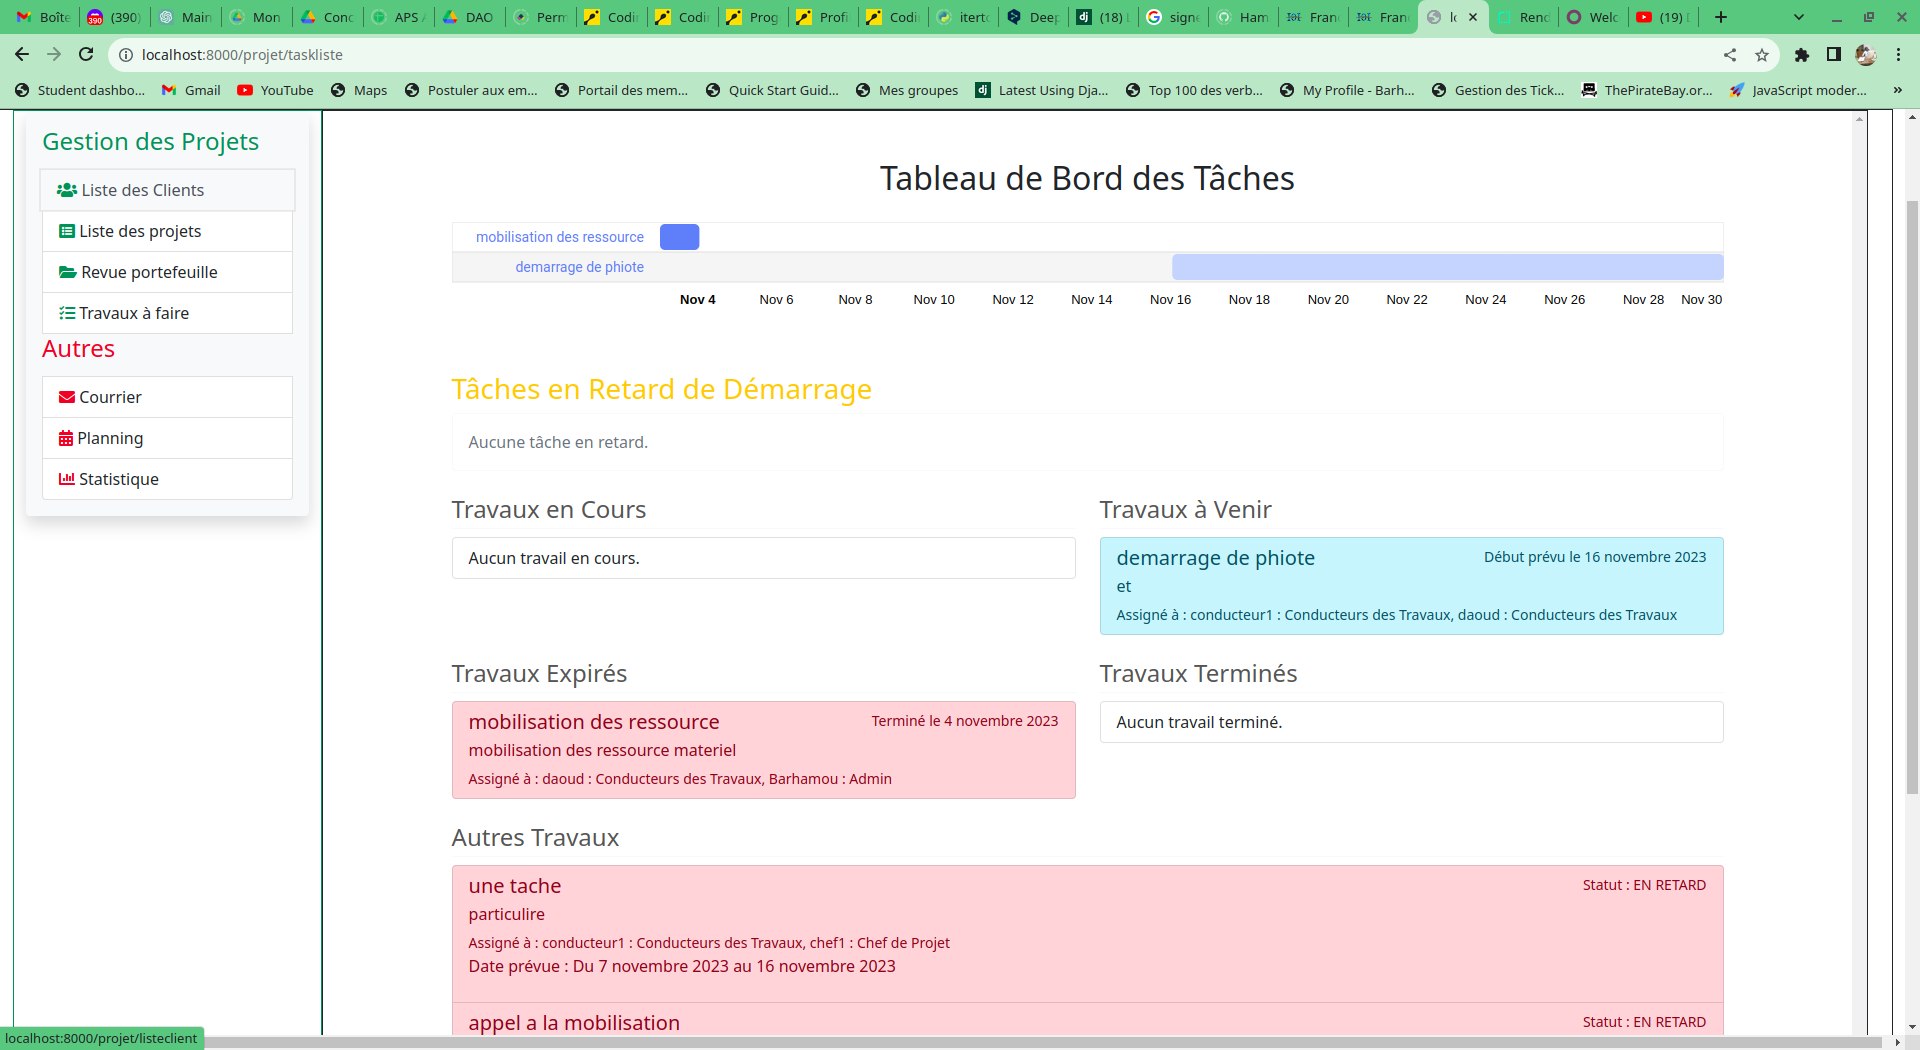 Boîte
(390)
Main
Mon
Conc
APS
DAO
Perm
Codi
Codi
Prog
Profi
Codi
iterto
Deep
(18)
signe
Ham
Fran
Fran
Rend
Welc
(19)
localhost:8000/projet/taskliste
Student dashbo...
Gmail
YouTube
Maps
Postuler aux em...
Portail des mem...
Quick Start Guid...
Mes groupes
Latest Using Dja...
Top 100 des verb...
My Profile - Barh...
Gestion des Tick...
ThePirateBay.or...
JavaScript moder...
»
Gestion des Projets
Liste des Clients
Liste des projets
Revue portefeuille
Travaux à faire
Autres
Courrier
Planning
Statistique
Tableau de Bord des Tâches
mobilisation des ressource
demarrage de phiote
Nov 4 Nov 6 Nov 8 Nov 10 Nov 12 Nov 14 Nov 16 Nov 18 Nov 20 Nov 22 Nov 24 Nov 26 Nov 28 Nov 30
Tâches en Retard de Démarrage
Aucune tâche en retard.
Travaux en Cours
Aucun travail en cours.
Travaux à Venir
demarrage de phiote
Début prévu le 16 novembre 2023
et
Assigné à : conducteur1 : Conducteurs des Travaux, daoud : Conducteurs des Travaux
Travaux Expirés
mobilisation des ressource
Terminé le 4 novembre 2023
mobilisation des ressource materiel
Assigné à : daoud : Conducteurs des Travaux, Barhamou : Admin
Travaux Terminés
Aucun travail terminé.
Autres Travaux
une tache
Statut : EN RETARD
particulire
Assigné à : conducteur1 : Conducteurs des Travaux, chef1 : Chef de Projet
Date prévue : Du 7 novembre 2023 au 16 novembre 2023
appel a la mobilisation
Statut : EN RETARD
localhost:8000/projet/listeclient